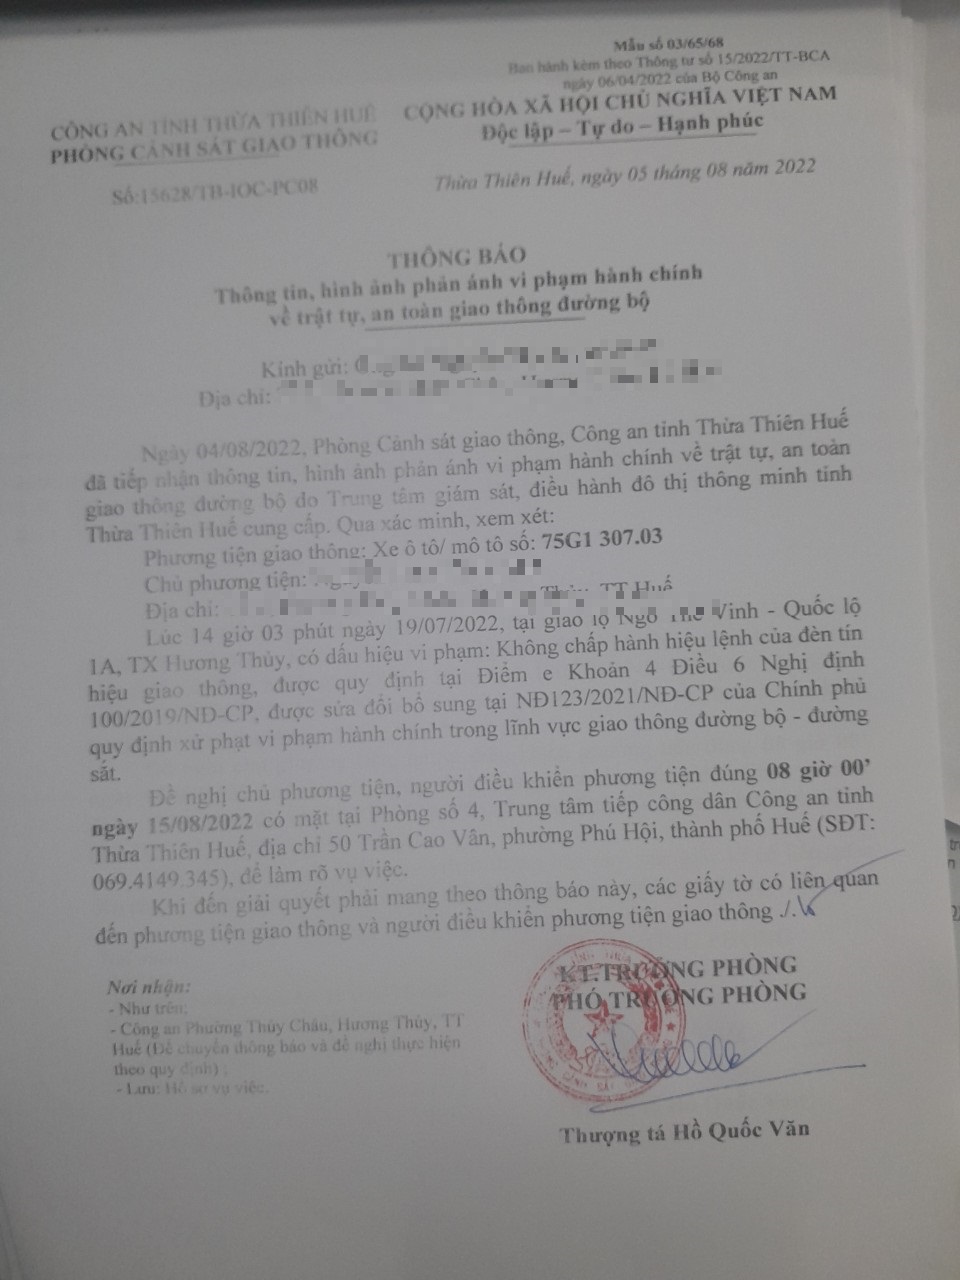 Mẫu số 03/65/68
Ban hành kèm theo Thông tư số 15/2022/TT-BCA
ngày 06/04/2022 của Bộ Công an
CÔNG AN TỈNH THỪA THIÊN HUẾ
PHÒNG CẢNH SÁT GIAO THÔNG
CỘNG HÒA XÃ HỘI CHỦ NGHĨA VIỆT NAM
Độc lập – Tự do – Hạnh phúc
Số:15628/TB-IOC-PC08
Thừa Thiên Huế, ngày 05 tháng 08 năm 2022
THÔNG BÁO
Thông tin, hình ảnh phản ánh vi phạm hành chính
về trật tự, an toàn giao thông đường bộ
Kính gửi:
Địa chỉ:
Ngày 04/08/2022, Phòng Cảnh sát giao thông, Công an tỉnh Thừa Thiên Huế
đã tiếp nhận thông tin, hình ảnh phản ánh vi phạm hành chính về trật tự, an toàn
giao thông đường bộ do Trung tâm giám sát, điều hành đô thị thông minh tỉnh
Thừa Thiên Huế cung cấp. Qua xác minh, xem xét:
Phương tiện giao thông: Xe ô tô/ mô tô số: 75G1 307.03
Chủ phương tiện:
Địa chỉ: TT Huế
Lúc 14 giờ 03 phút ngày 19/07/2022, tại giao lộ Ngô Thế Vinh - Quốc lộ
1A, TX Hương Thủy, có dấu hiệu vi phạm: Không chấp hành hiệu lệnh của đèn tín
hiệu giao thông, được quy định tại Điểm e Khoản 4 Điều 6 Nghị định
100/2019/NĐ-CP, được sửa đổi bổ sung tại NĐ123/2021/NĐ-CP của Chính phủ
quy định xử phạt vi phạm hành chính trong lĩnh vực giao thông đường bộ - đường
sắt.
Đề nghị chủ phương tiện, người điều khiển phương tiện đúng 08 giờ 00’
ngày 15/08/2022 có mặt tại Phòng số 4, Trung tâm tiếp công dân Công an tỉnh
Thừa Thiên Huế, địa chỉ 50 Trần Cao Vân, phường Phú Hội, thành phố Huế (SĐT:
069.4149.345), để làm rõ vụ việc.
Khi đến giải quyết phải mang theo thông báo này, các giấy tờ có liên quan
đến phương tiện giao thông và người điều khiển phương tiện giao thông ./.
Nơi nhận:
- Như trên;
- Công an Phường Thủy Châu, Hương Thủy, TT
Huế (Để chuyển thông báo và đề nghị thực hiện
theo quy định) ;
- Lưu: Hồ sơ vụ việc.
KT.TRƯỞNG PHÒNG
PHÓ TRƯỞNG PHÒNG
Thượng tá Hồ Quốc Văn